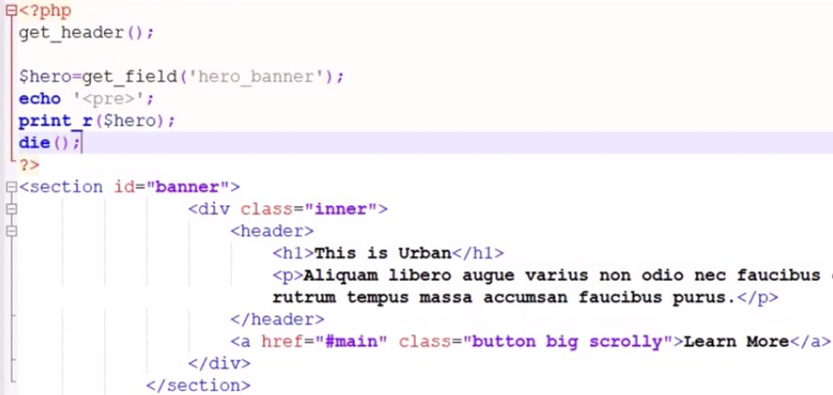 <?php
get_header();
$hero=get_field('hero_banner');
echo '<pre>';
print_r($hero);
die();
?>
<section id="banner">
<div class="inner">
<header>
<h1>This is Urban</h1>
<p>Aliquam libero augue varius non odio nec faucibus
rutrum tempus massa accumsan faucibus purus.</p>
</header>
<a href="#main" class="button big scrolly">Learn More</a>
</div>
</section>